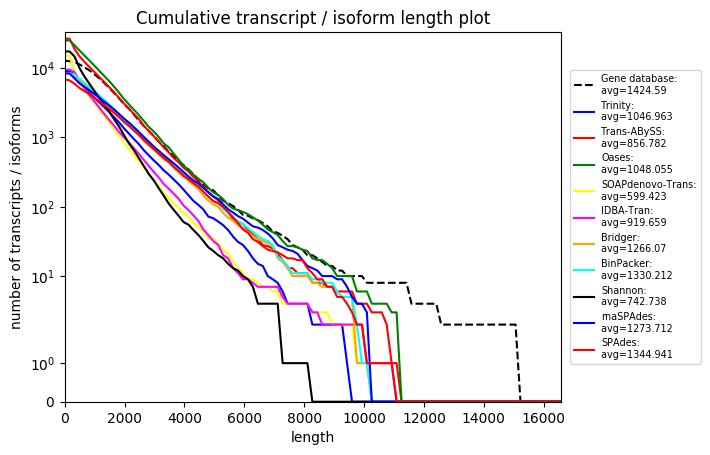 Cumulative transcript / isoform length plot
number of transcripts / isoforms
10^4
10^3
10^2
10^1
10^0
0
0
2000
4000
6000
8000
10000
12000
14000
16000
length
Gene database:
avg=1424.59
Trinity:
avg=1046.963
Trans-ABySS:
avg=856.782
Oases:
avg=1048.055
SOAPdenovo-Trans:
avg=599.423
IDBA-Tran:
avg=919.659
Bridger:
avg=1266.07
BinPacker:
avg=1330.212
Shannon:
avg=742.738
rnaSPAdes:
avg=1273.712
SPAdes:
avg=1344.941